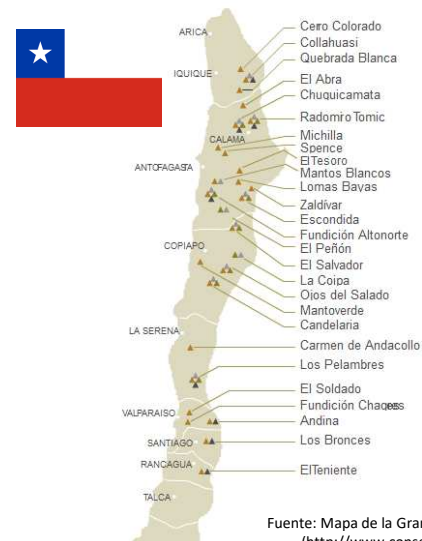 ARICA
IQUIQUE
CALAMA
ANTOFAGASTA
COPIAPO
LA SERENA
VALPARAISO
SANTIAGO
RANCAGUA
TALCA
Cerro Colorado
Collahuasi
Quebrada Blanca
El Abra
Chuquicamata
Radomiro Tomic
Michilla
Spence
El Tesoro
Mantos Blancos
Lomas Bayas
Zaldívar
Escondida
Fundición Altonorte
El Peñón
El Salvador
La Coipa
Ojos del Salado
Mantoverde
Candelaria
Carmen de Andacollo
Los Pelambres
El Soldado
Fundición Chagres
Andina
Los Bronces
El Teniente
Fuente: Mapa de la Gran